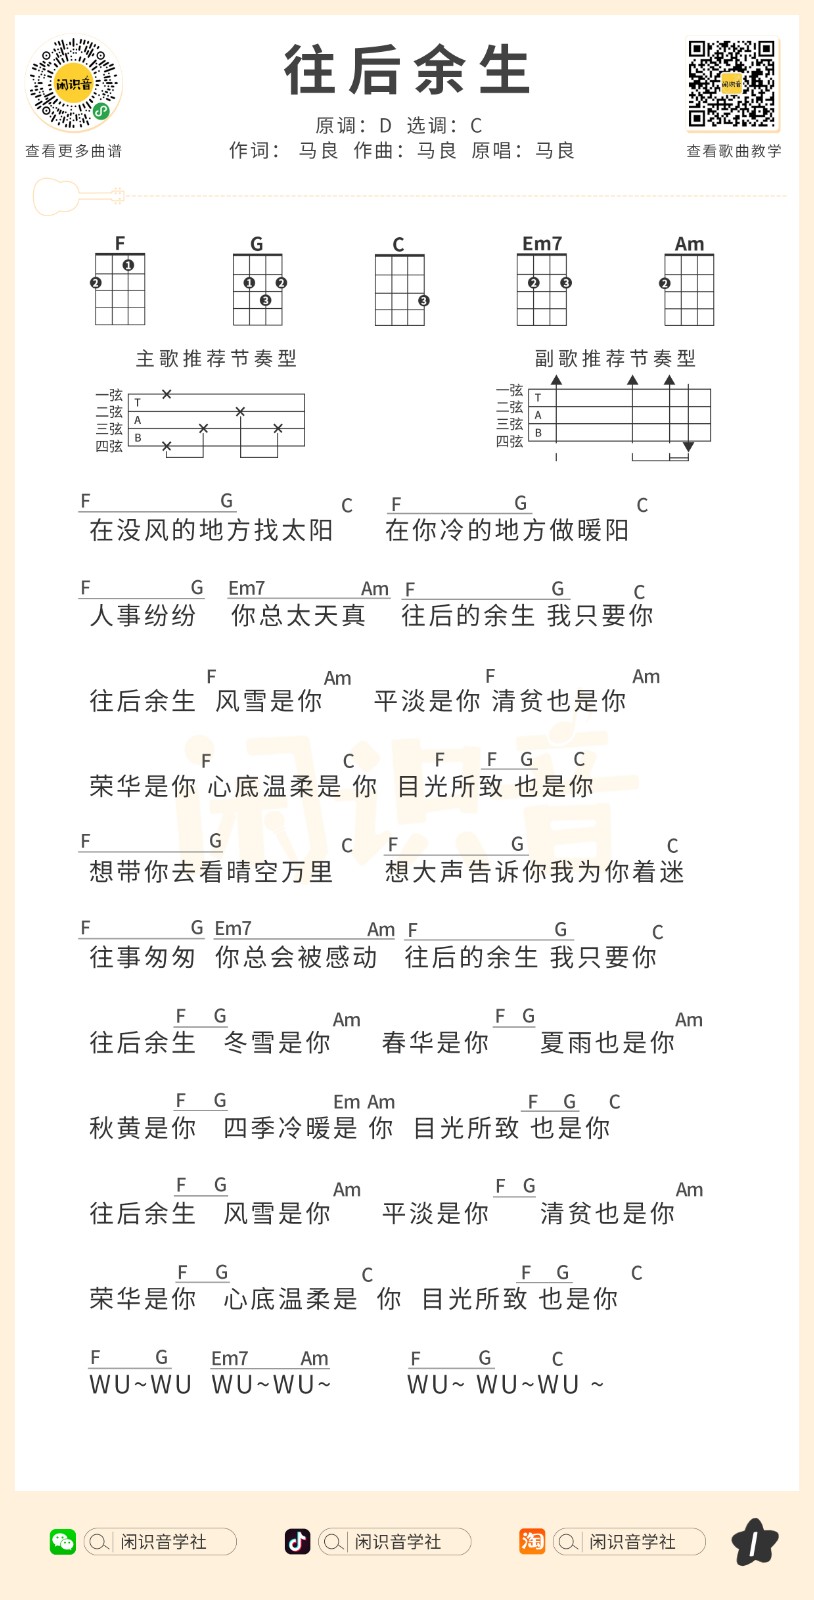 闲识音
往后余生
闲识音
原调：D 选调：C
查看更多曲谱
作词： 马良 作曲：马良 原唱：马良
查看歌曲教学
F G C Em7 Am
1 2 1 2 3 3 2 3 2
主歌推荐节奏型 副歌推荐节奏型
一弦 一弦
T T
二弦 二弦
A A
三弦 三弦
B B
四弦 四弦
F G C F G C
在没风的地方找太阳 在你冷的地方做暖阳
F G Em7 Am F G C
人事纷纷 你总太天真 往后的余生 我只要你
F Am F Am
往后余生 风雪是你 平淡是你 清贫也是你
F C F F G C
荣华是你 心底温柔是 你 目光所致 也是你
闲识音
F G C F G C
想带你去看晴空万里 想大声告诉你我为你着迷
F G Em7 Am F G C
往事匆匆 你总会被感动 往后的余生 我只要你
F G Am F G Am
往后余生 冬雪是你 春华是你 夏雨也是你
F G Em Am F G C
秋黄是你 四季冷暖是 你 目光所致 也是你
F G Am F G Am
往后余生 风雪是你 平淡是你 清贫也是你
F G C F G C
荣华是你 心底温柔是 你 目光所致 也是你
F G Em7 Am F G C
WU~WU WU~WU~ WU~ WU~WU ~
闲识音学社 闲识音学社 淘 闲识音学社 1